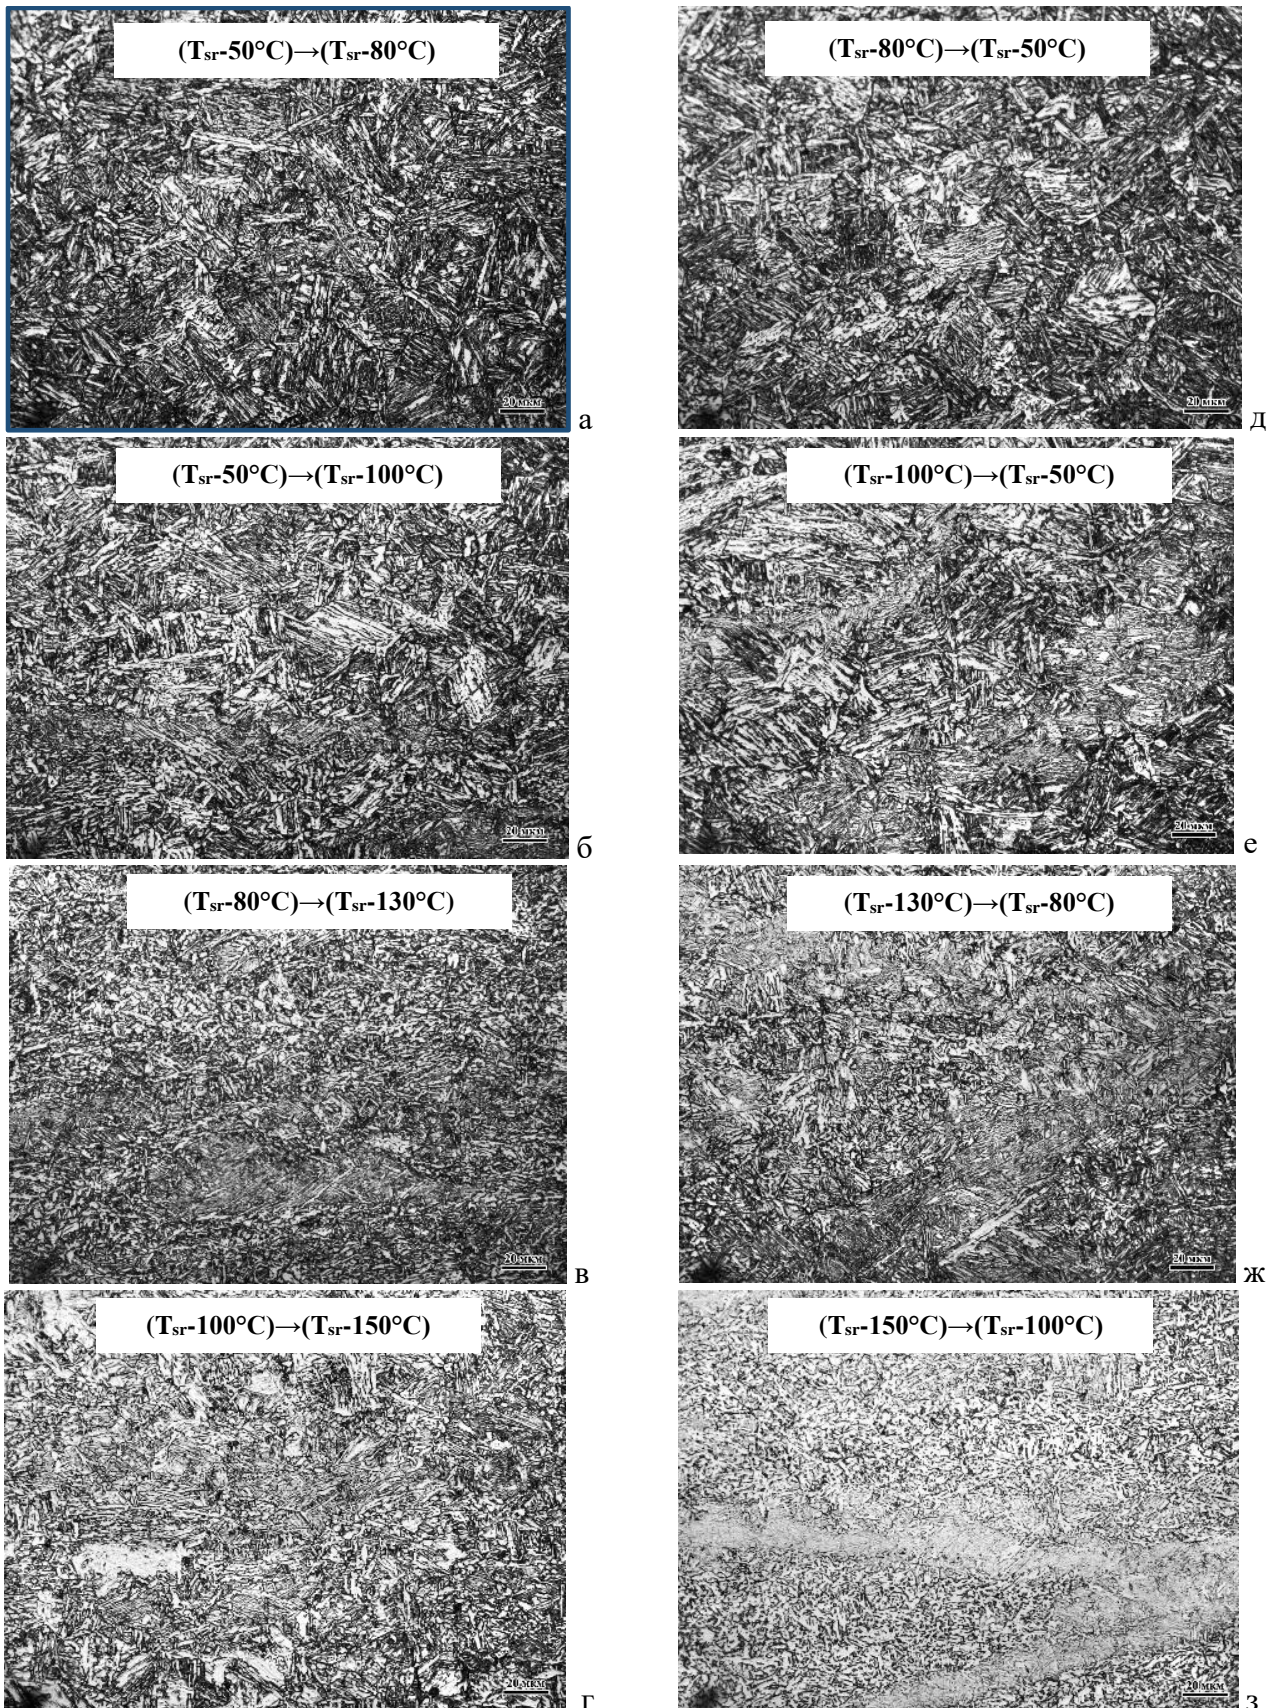 (Tsr-50°C)→(Tsr-80°C)
20 мкм
а
(Tsr-80°C)→(Tsr-50°C)
20 мкм
д
(Tsr-50°C)→(Tsr-100°C)
20 мкм
б
(Tsr-100°C)→(Tsr-50°C)
20 мкм
е
(Tsr-80°C)→(Tsr-130°C)
20 мкм
в
(Tsr-130°C)→(Tsr-80°C)
20 мкм
ж
(Tsr-100°C)→(Tsr-150°C)
20 мкм
г
(Tsr-150°C)→(Tsr-100°C)
20 мкм
з